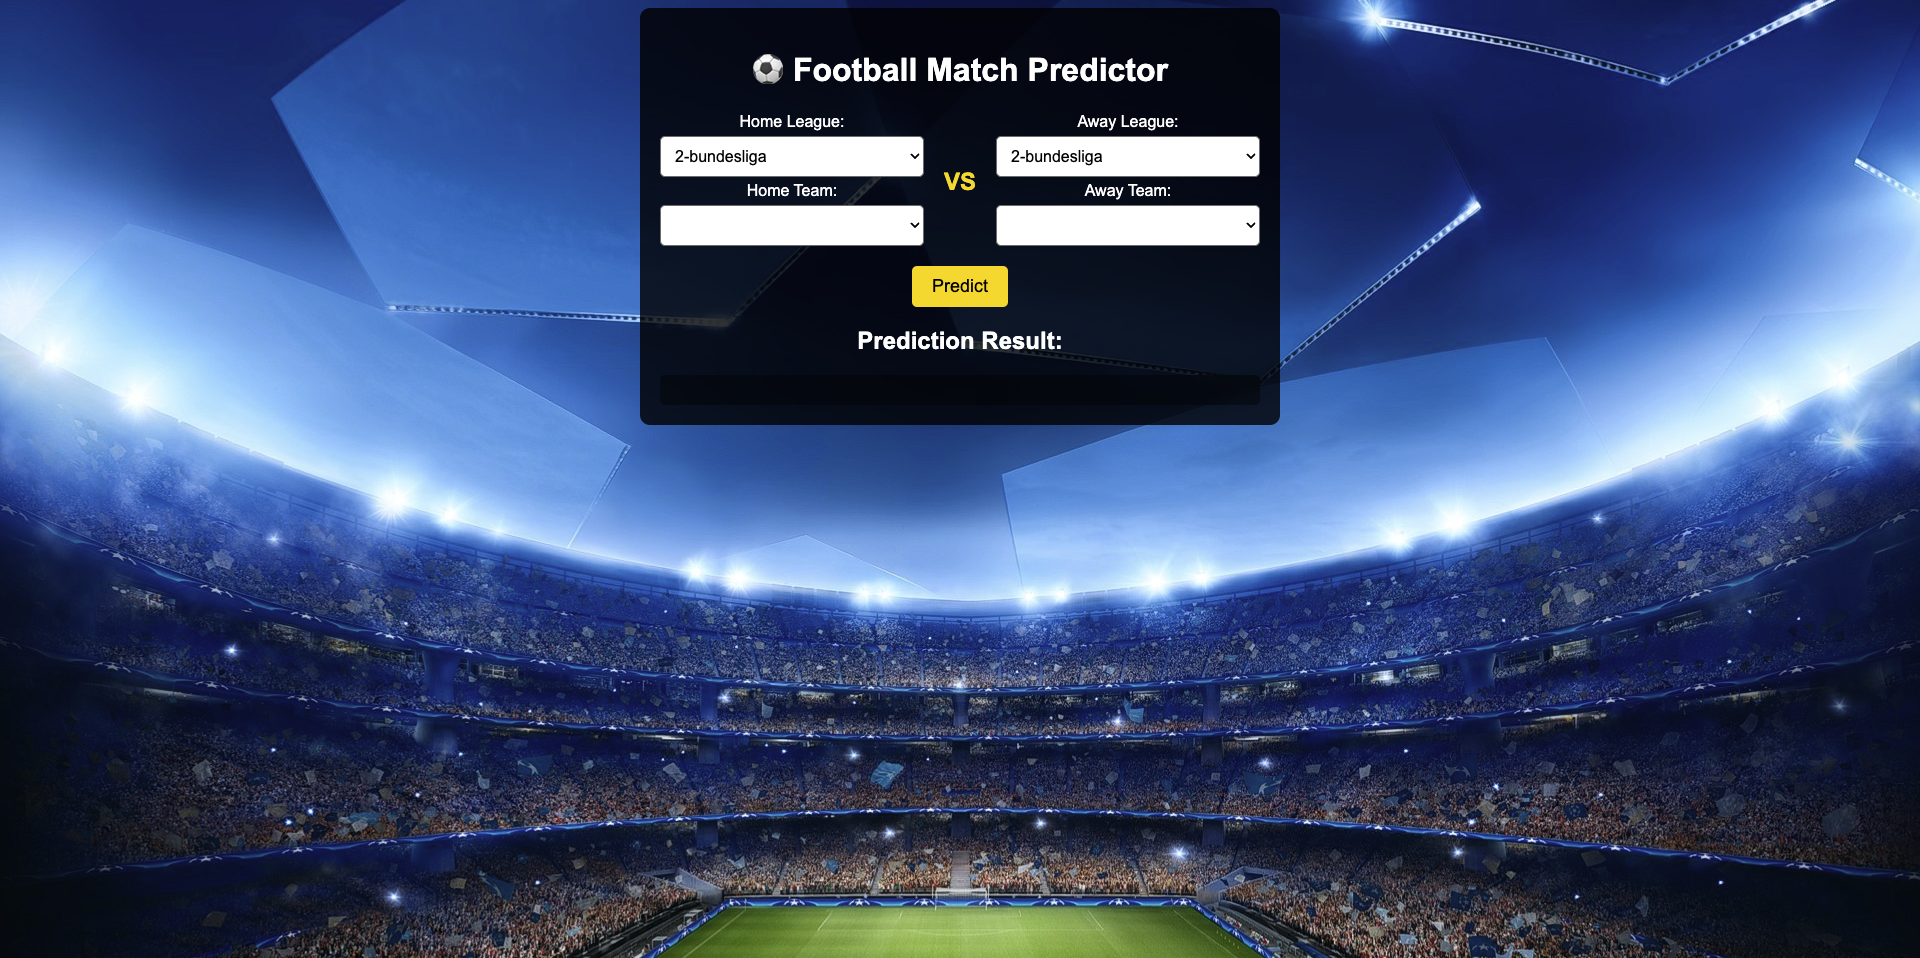 ⚽ Football Match Predictor
Home League:
2-bundesliga
Home Team:
VS
Away League:
2-bundesliga
Away Team:
Predict
Prediction Result: